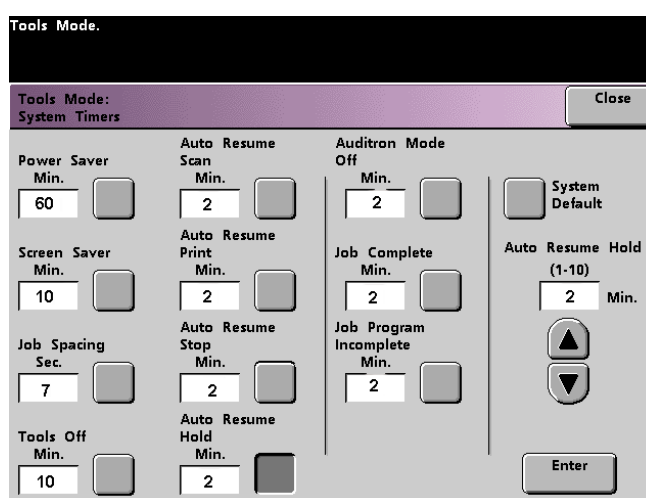 Tools Mode.
Tools Mode:
System Timers
Close
Power Saver
Min.
60
Screen Saver
Min.
10
Job Spacing
Sec.
7
Tools Off
Min.
10
Auto Resume
Scan
Min.
2
Auto Resume
Print
Min.
2
Auto Resume
Stop
Min.
2
Auto Resume
Hold
Min.
2
Auditron Mode
Off
Min.
2
Job Complete
Min.
2
Job Program
Incomplete
Min.
2
System
Default
Auto Resume Hold
(1-10)
2 Min.
Enter